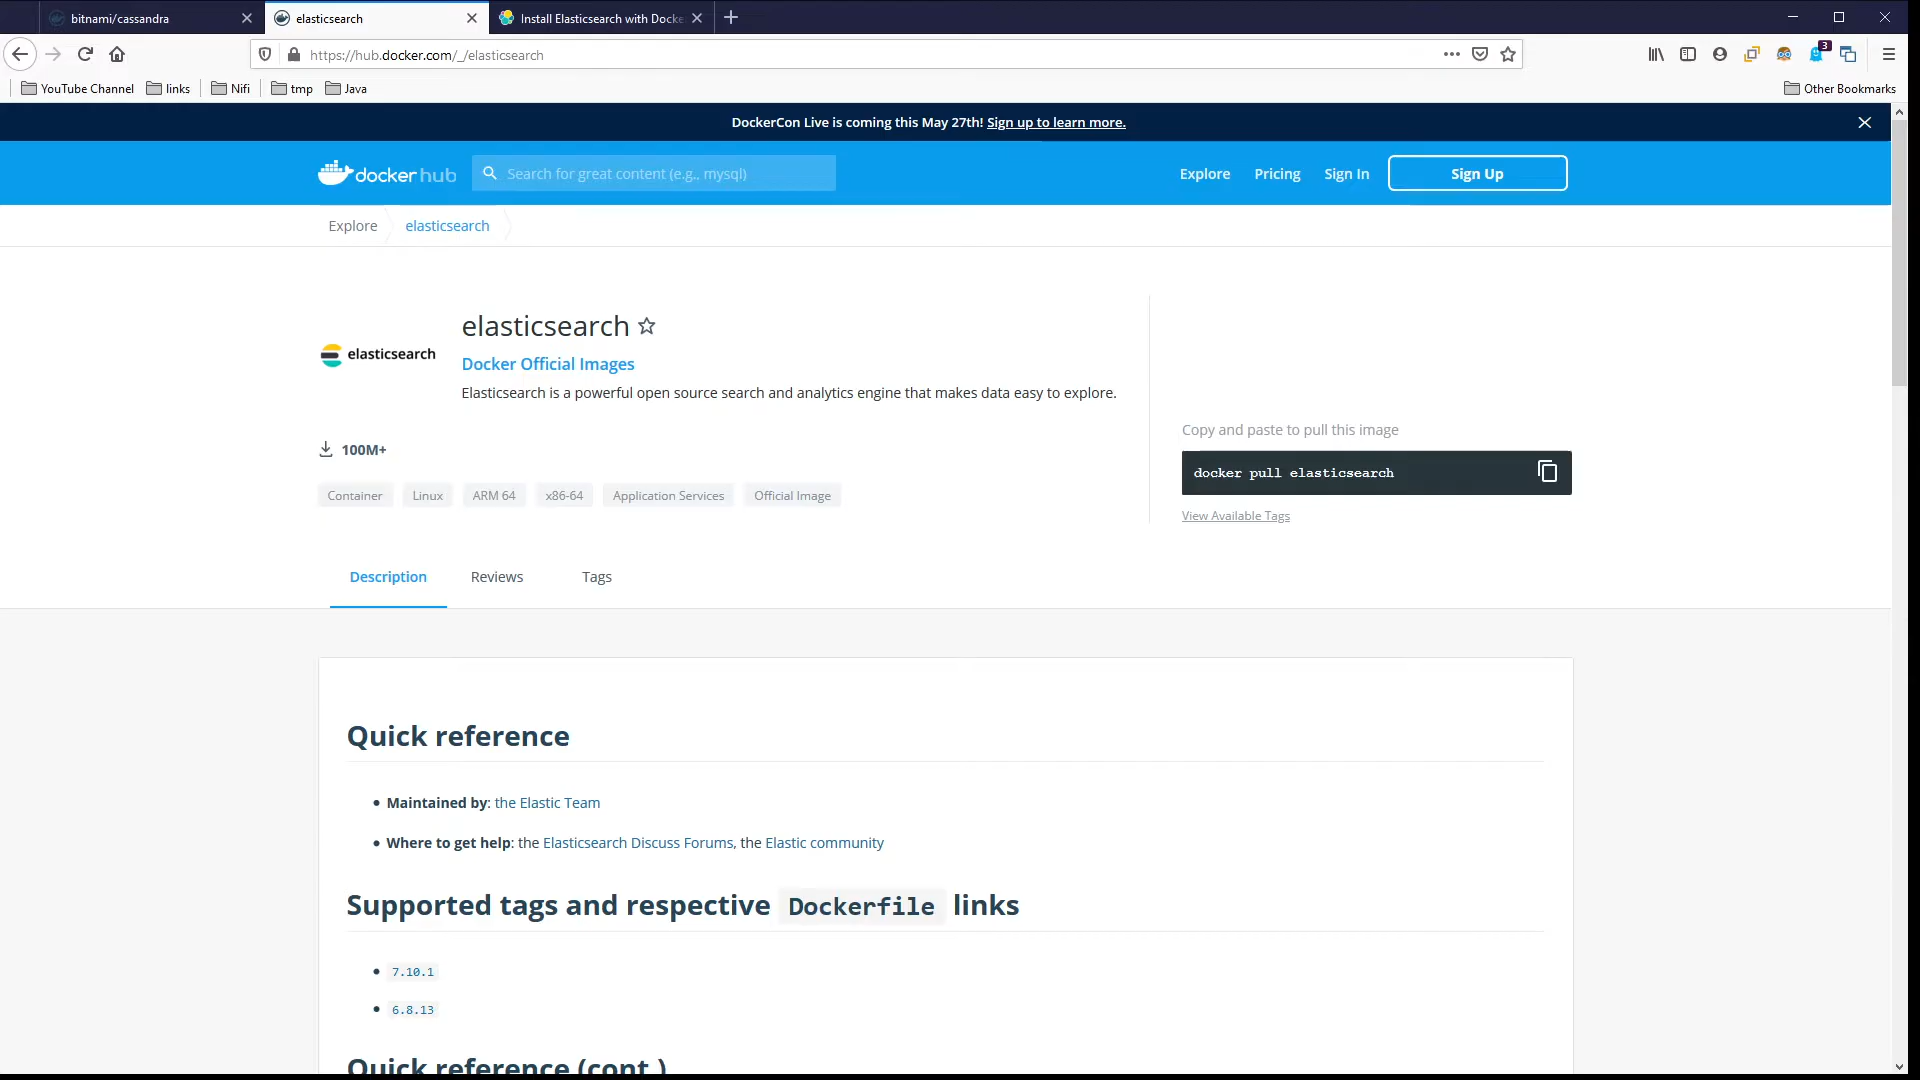 bitnami/cassandra
elasticsearch
Install Elasticsearch with Docke
https://hub.docker.com/_/elasticsearch
3
YouTube Channel
links
Nifi
tmp
Java
Other Bookmarks
DockerCon Live is coming this May 27th! Sign up to learn more.
docker hub
Search for great content (e.g., mysql)
Explore
Pricing
Sign In
Sign Up
Explore
elasticsearch
elasticsearch
elasticsearch
Docker Official Images
Elasticsearch is a powerful open source search and analytics engine that makes data easy to explore.
100M+
Container
Linux
ARM 64
x86-64
Application Services
Official Image
Copy and paste to pull this image
docker pull elasticsearch
View Available Tags
Description
Reviews
Tags
Quick reference
• Maintained by: the Elastic Team
• Where to get help: the Elasticsearch Discuss Forums, the Elastic community
Supported tags and respective Dockerfile links
• 7.10.1
• 6.8.13
Quick reference (cont.)